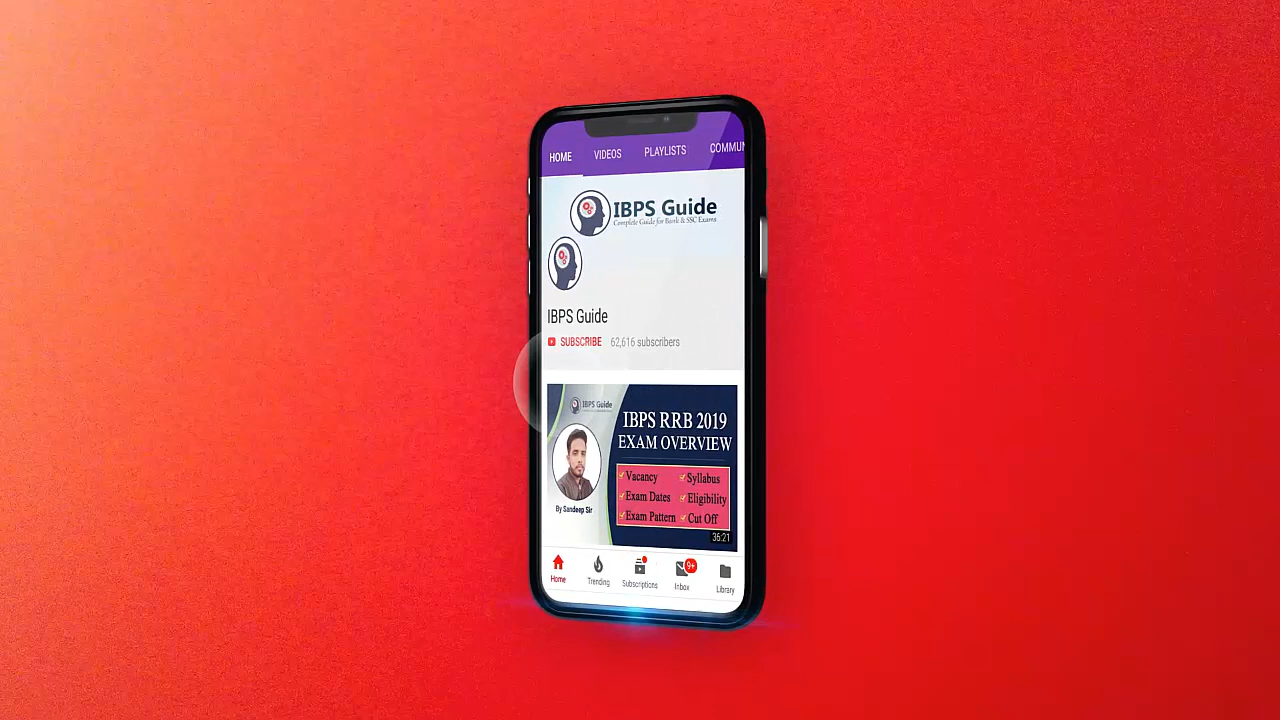 HOME VIDEOS PLAYLISTS COMMUN
IBPS Guide
Complete Guide for Bank & SSC Exams
IBPS Guide
SUBSCRIBE 62,616 subscribers
IBPS Guide
IBPS RRB 2019
EXAM OVERVIEW
Vacancy Syllabus
Exam Dates Eligibility
Exam Pattern Cut Off
By Sandeep Sir
36:21
9+
Home Trending Subscriptions Inbox Library